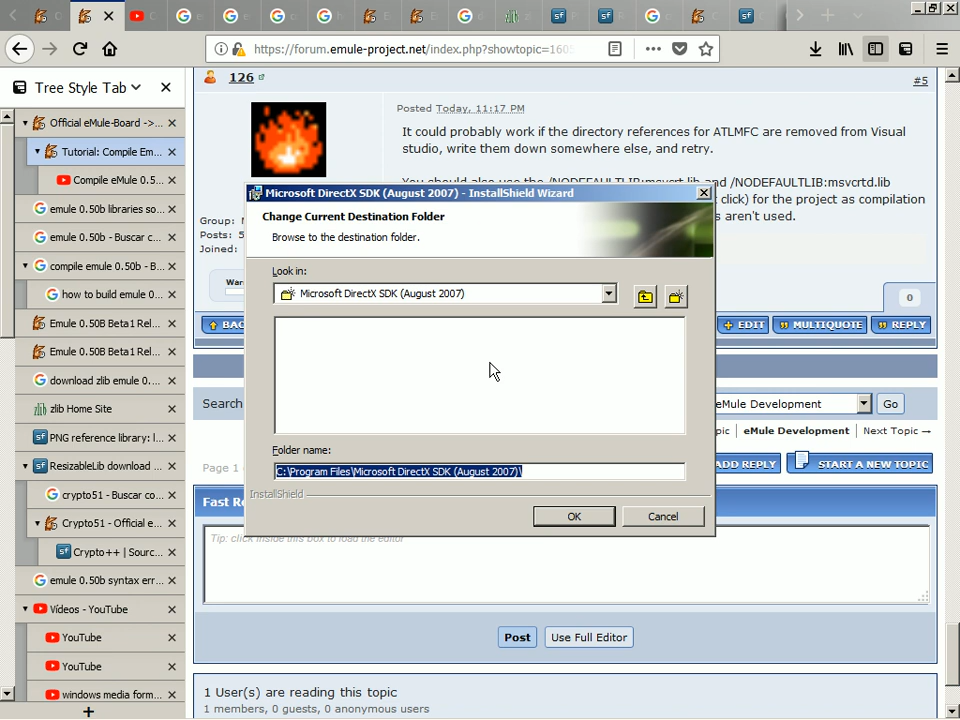 https://forum.emule-project.net/index.php?showtopic=1605
Tree Style Tab
Official eMule-Board ->...
Tutorial: Compile Em...
Compile eMule 0.5...
emule 0.50b libraries so...
emule 0.50b - Buscar c...
compile emule 0.50b - B...
how to build emule 0...
Emule 0.50B Beta1 Rel...
Emule 0.50B Beta1 Rel...
download zlib emule 0....
zlib Home Site
PNG reference library: l...
ResizableLib download ...
crypto51 - Buscar co...
Crypto51 - Official e...
Crypto++ | Sourc...
emule 0.50b syntax err...
Vídeos - YouTube
YouTube
YouTube
windows media form...
126
#5
Posted Today, 11:17 PM
It could probably work if the directory references for ATLMFC are removed from Visual
studio, write them down somewhere else, and retry.
You should also use the /NODEFAULTLIB:msvcrt.lib and /NODEFAULTLIB:msvcrtd.lib
click) for the project as compilation
aren't used.
Group:
Posts: 5
Joined:
War
0
BAC
EDIT
MULTIQUOTE
REPLY
Microsoft DirectX SDK (August 2007) - InstallShield Wizard
Change Current Destination Folder
Browse to the destination folder.
Look in:
Microsoft DirectX SDK (August 2007)
Folder name:
C:\Program Files\Microsoft DirectX SDK (August 2007)\
InstallShield
OK
Cancel
Search
eMule Development
Go
pic
eMule Development
Next Topic →
Page 1
ADD REPLY
START A NEW TOPIC
Fast Re
Tip: click inside this box to load the editor
Post
Use Full Editor
1 User(s) are reading this topic
1 members, 0 guests, 0 anonymous users